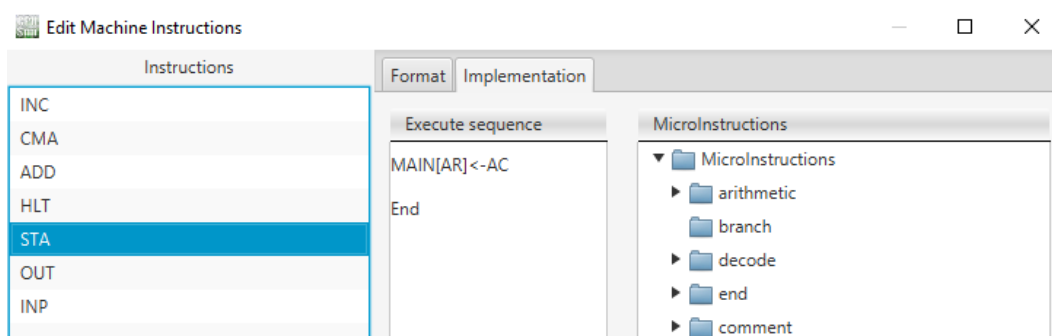 Edit Machine Instructions
Instructions
INC
CMA
ADD
HLT
STA
OUT
INP
Format
Implementation
Execute sequence
MAIN[AR]<-AC
End
MicroInstructions
MicroInstructions
arithmetic
branch
decode
end
comment